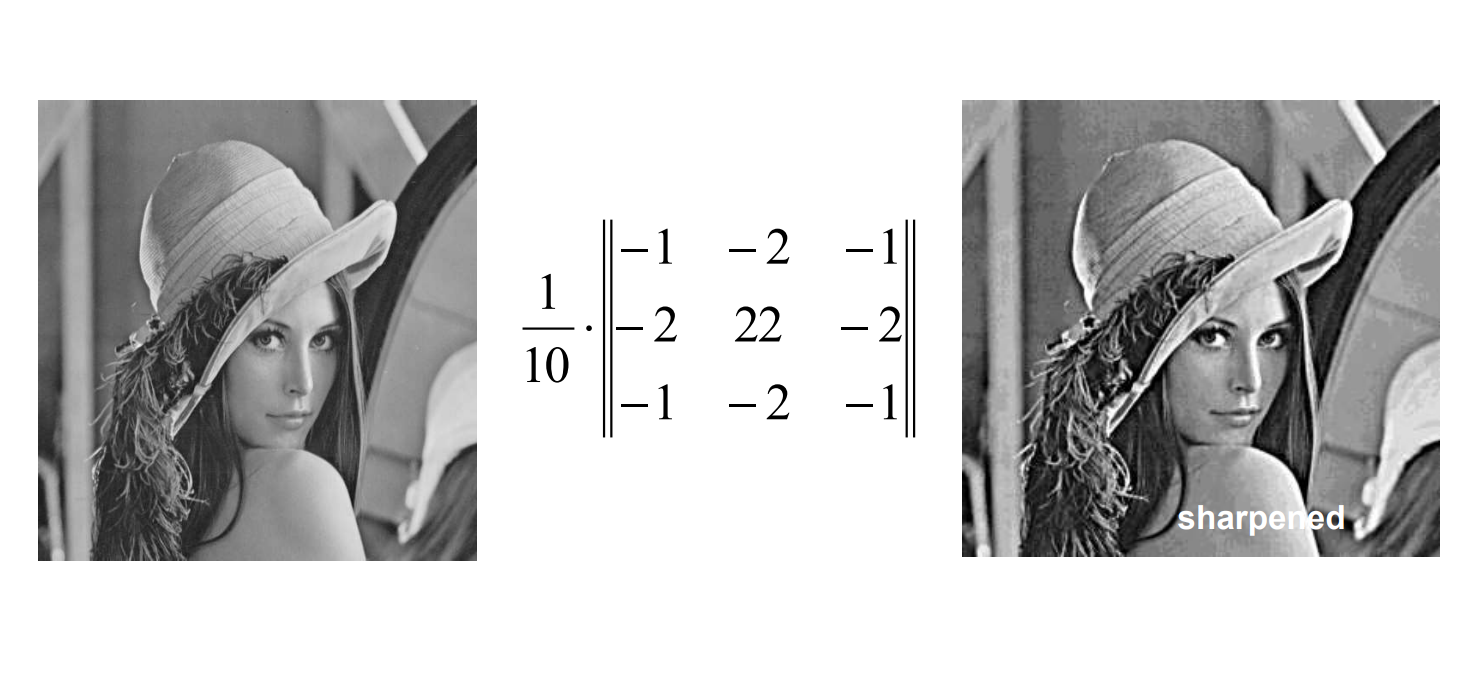 1/10 · ‖ −1 −2 −1 ‖
‖ −2 22 −2 ‖
‖ −1 −2 −1 ‖
sharpened